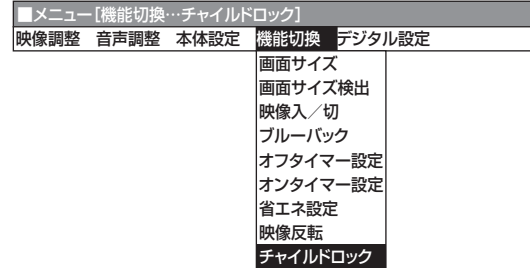 ■メニュー[機能切換…チャイルドロック]
映像調整 音声調整 本体設定 機能切換 デジタル設定
画面サイズ
画面サイズ検出
映像入／切
ブルーバック
オフタイマー設定
オンタイマー設定
省エネ設定
映像反転
チャイルドロック